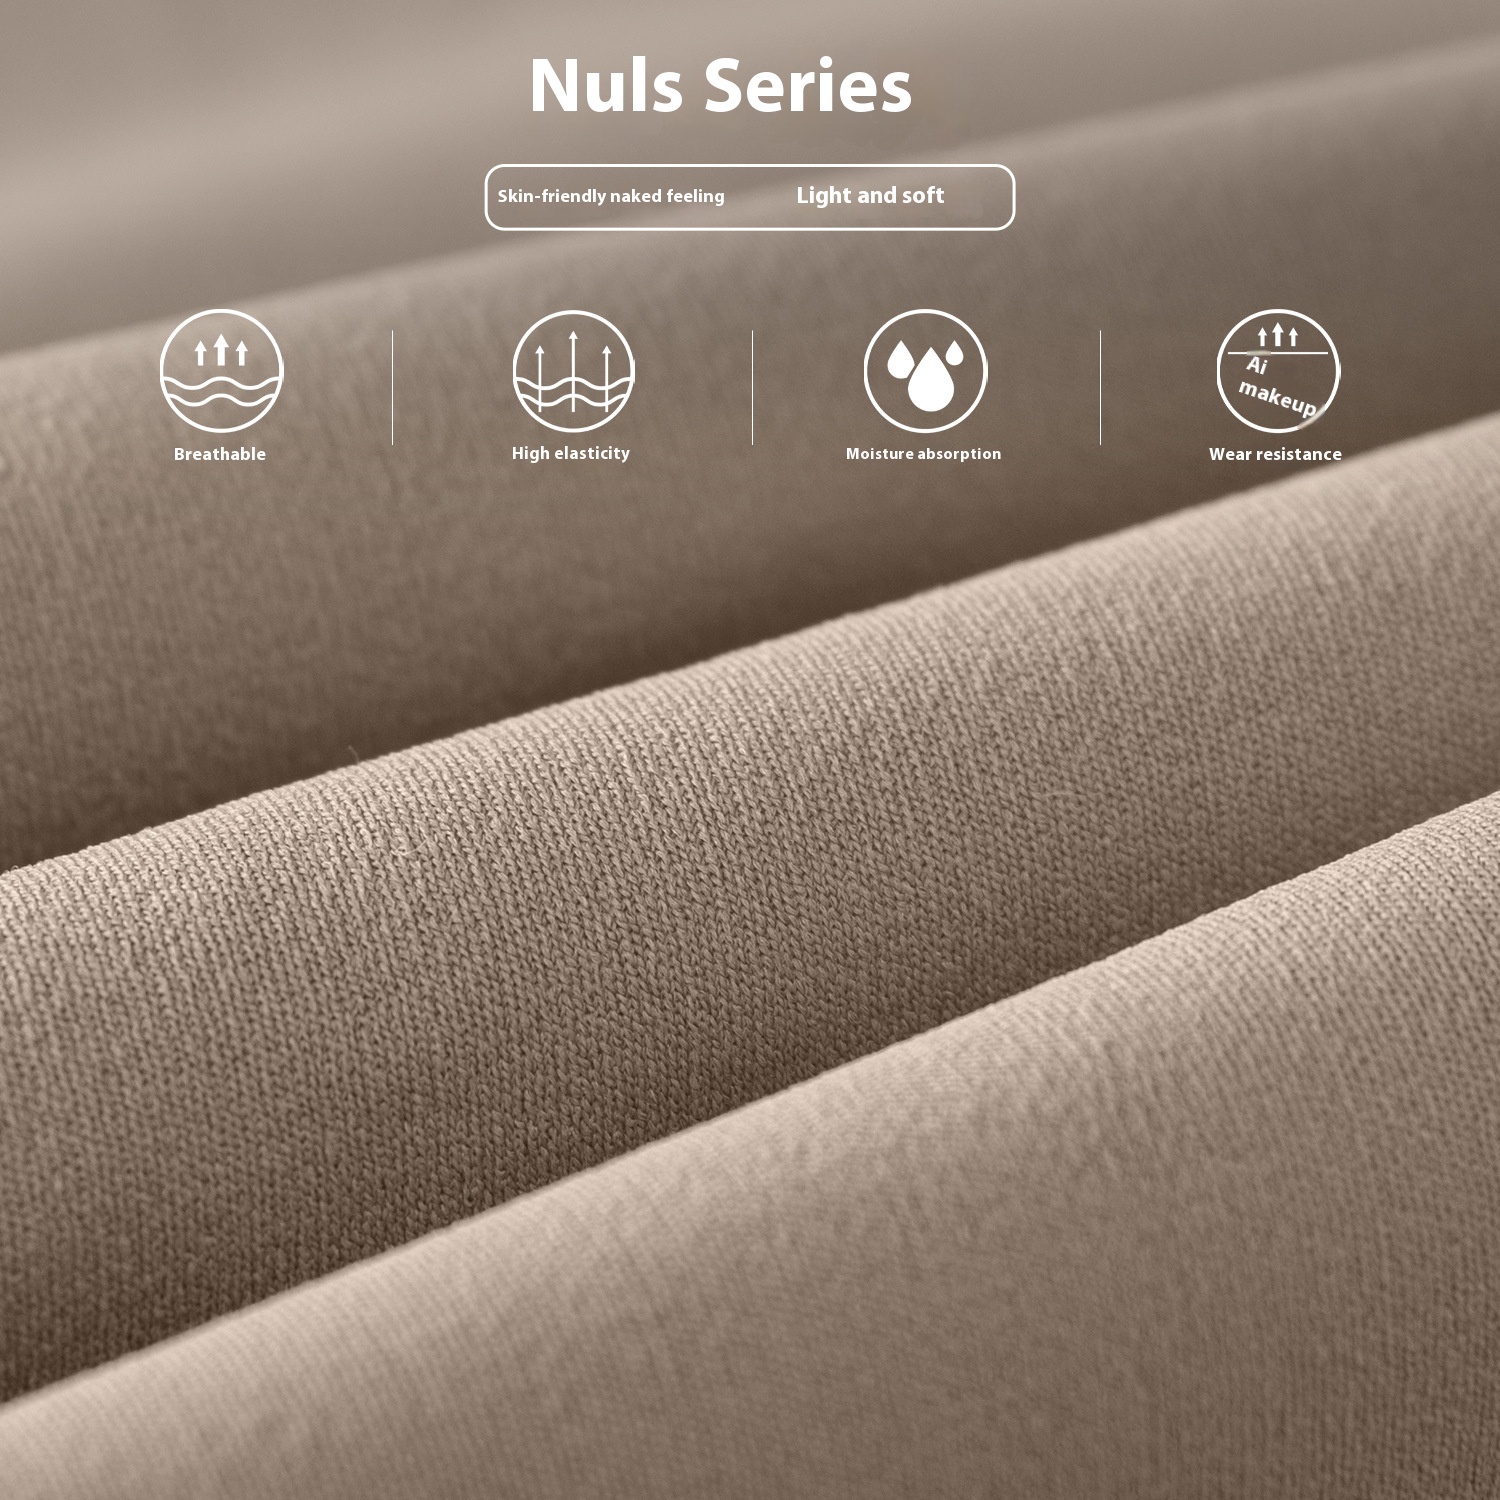 Nuls Series
Skin-friendly naked feeling Light and soft
Ai
makeup
Breathable High elasticity Moisture absorption Wear resistance